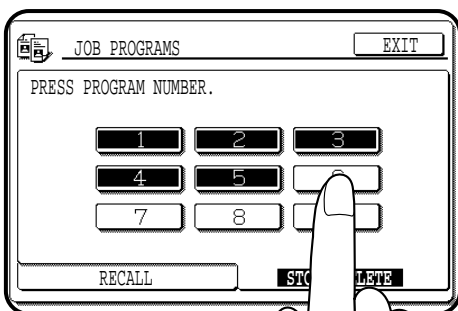 JOB PROGRAMS
EXIT
PRESS PROGRAM NUMBER.
1 2 3
4 5
7 8
RECALL